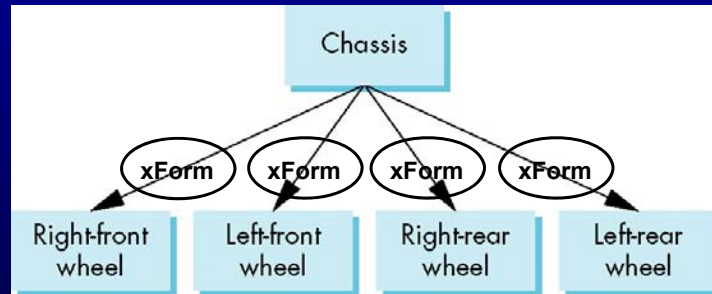 Chassis
xForm xForm xForm xForm
Right-front wheel
Left-front wheel
Right-rear wheel
Left-rear wheel